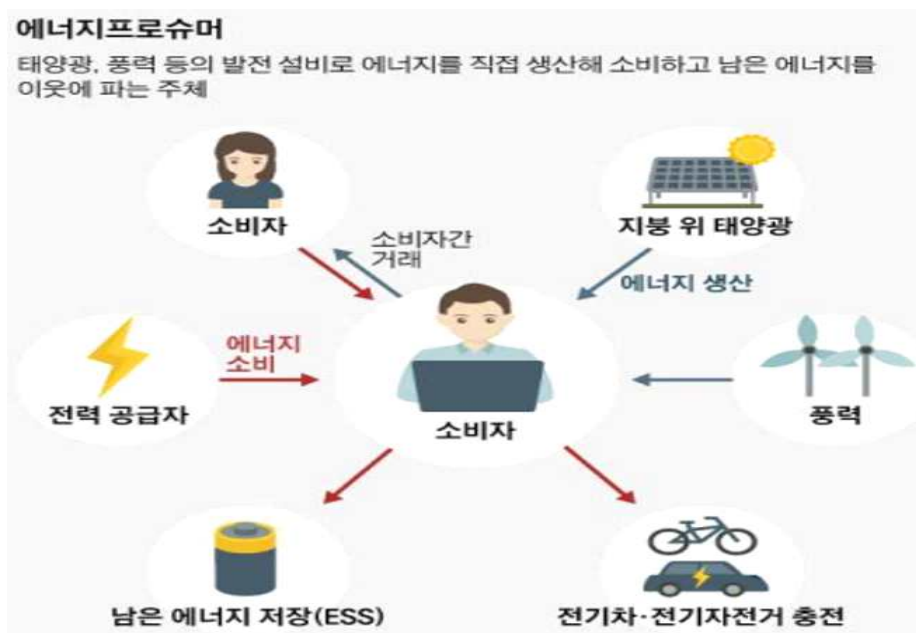 에너지프로슈머
태양광, 풍력 등의 발전 설비로 에너지를 직접 생산해 소비하고 남은 에너지를
이웃에 파는 주체
소비자
지붕 위 태양광
소비자간
거래
에너지 생산
에너지
소비
전력 공급자
소비자
풍력
남은 에너지 저장(ESS)
전기차·전기자전거 충전